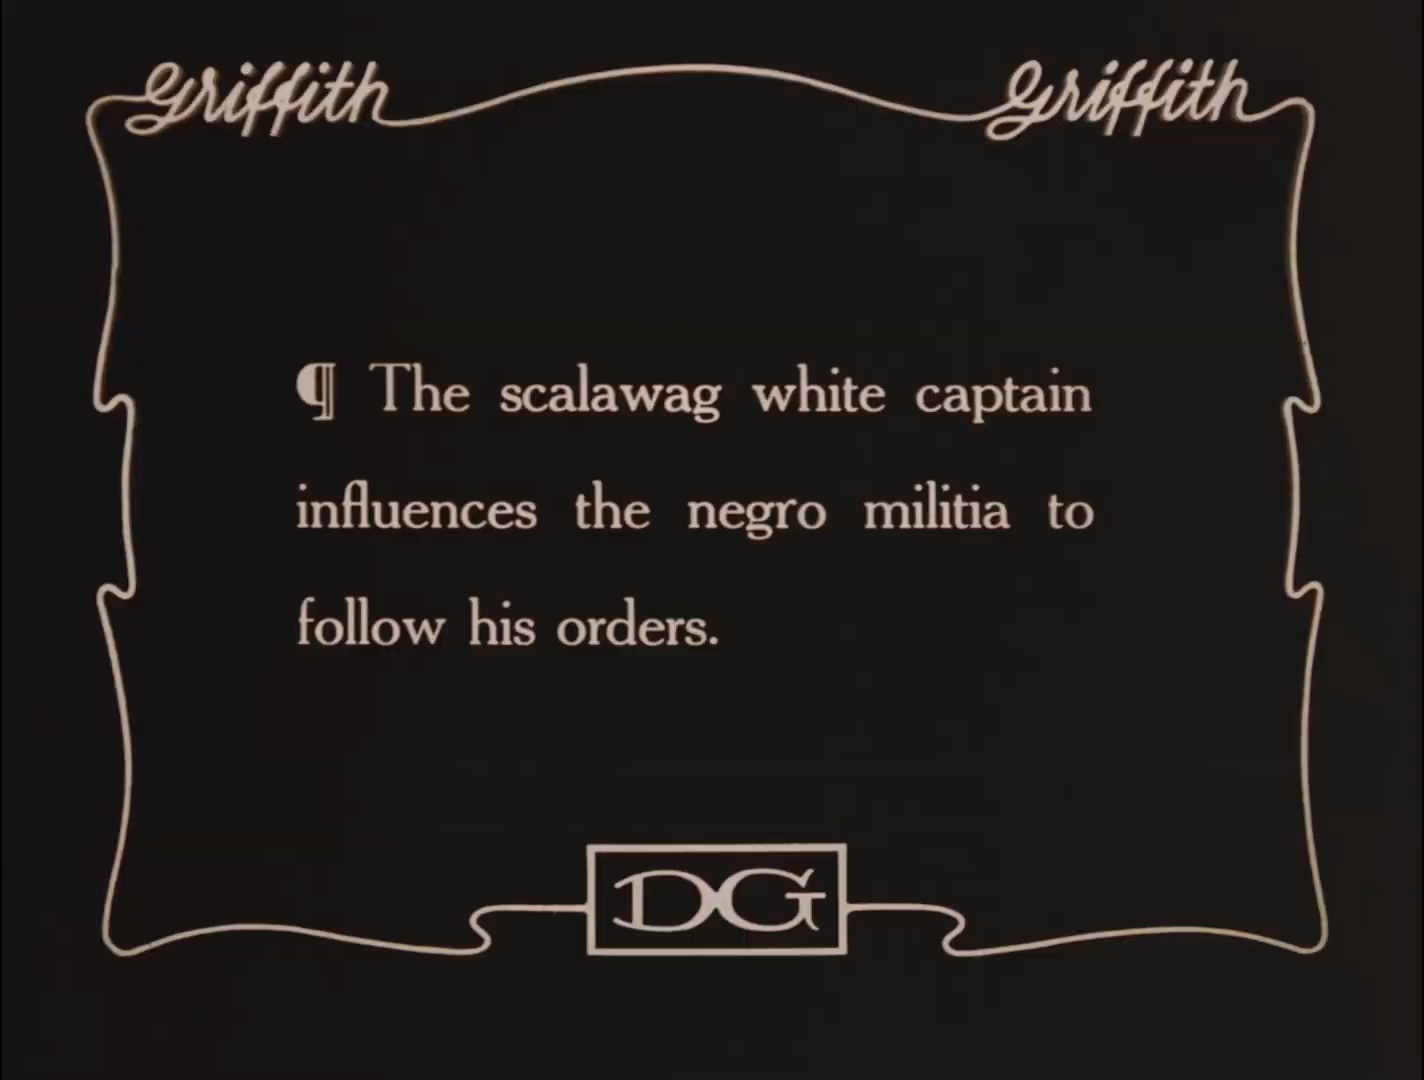 Griffith Griffith
¶ The scalawag white captain
influences the negro militia to
follow his orders.
DG